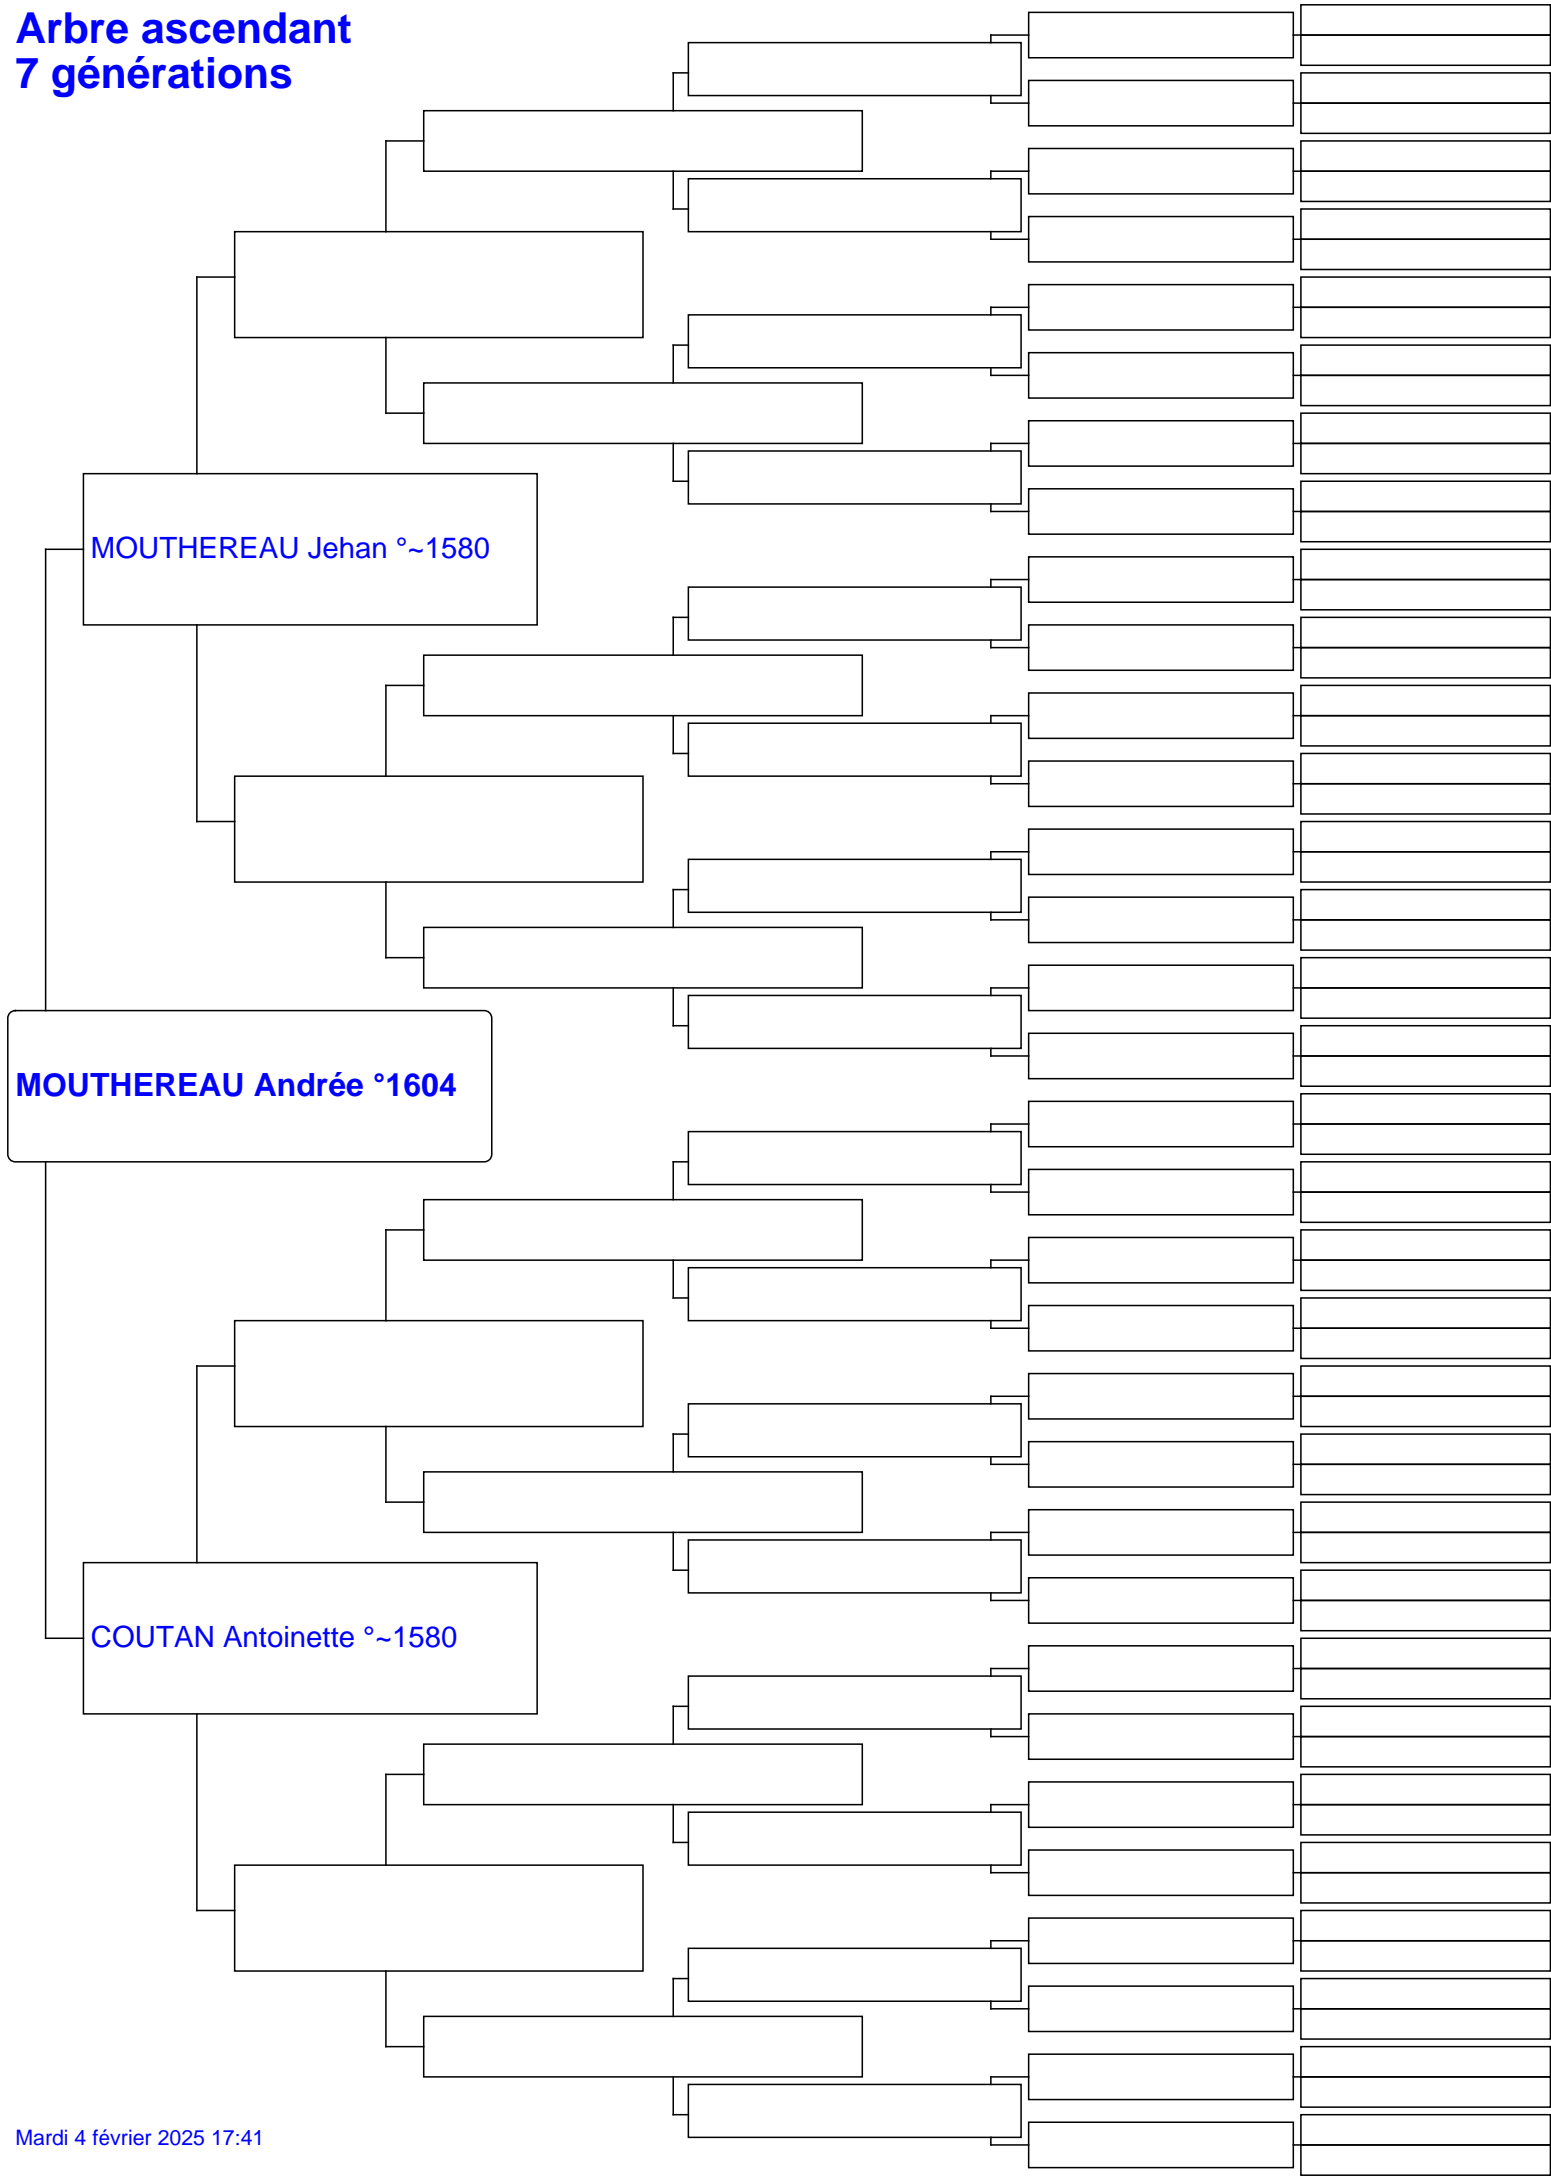 Arbre ascendant
7 générations
MOUTHEREAU Jehan °~1580
MOUTHEREAU Andrée °1604
COUTAN Antoinette °~1580
Mardi 4 février 2025 17:41